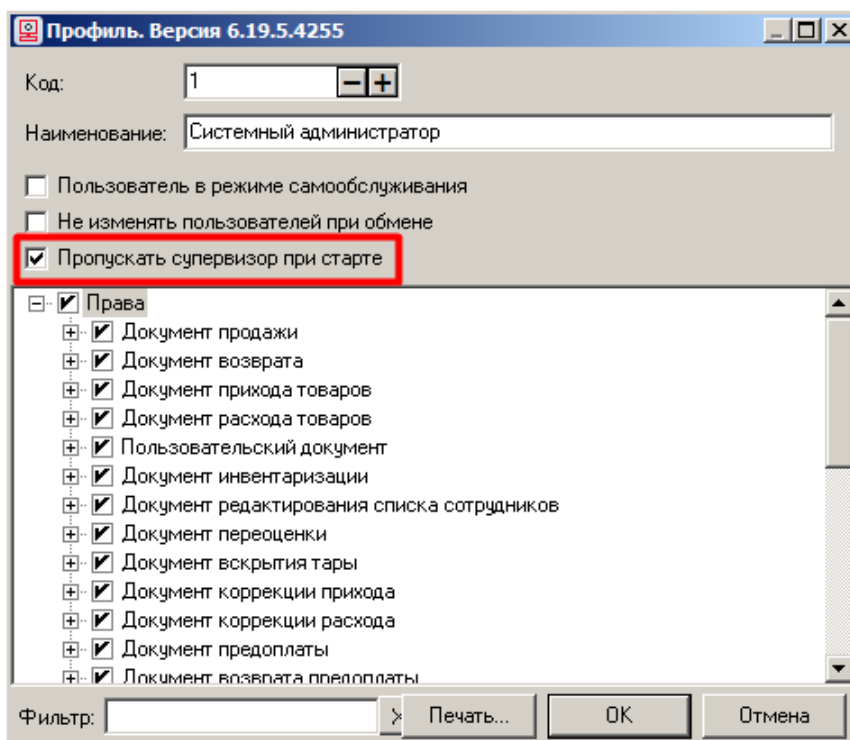 Профиль. Версия 6.19.5.4255
Код: 1
Наименование: Системный администратор
Пользователь в режиме самообслуживания
Не изменять пользователей при обмене
Пропускать супервизор при старте
Права
Документ продажи
Документ возврата
Документ прихода товаров
Документ расхода товаров
Пользовательский документ
Документ инвентаризации
Документ редактирования списка сотрудников
Документ переоценки
Документ вскрытия тары
Документ коррекции прихода
Документ коррекции расхода
Документ предоплаты
Документ возврата предоплаты
Фильтр: Печать... OK Отмена